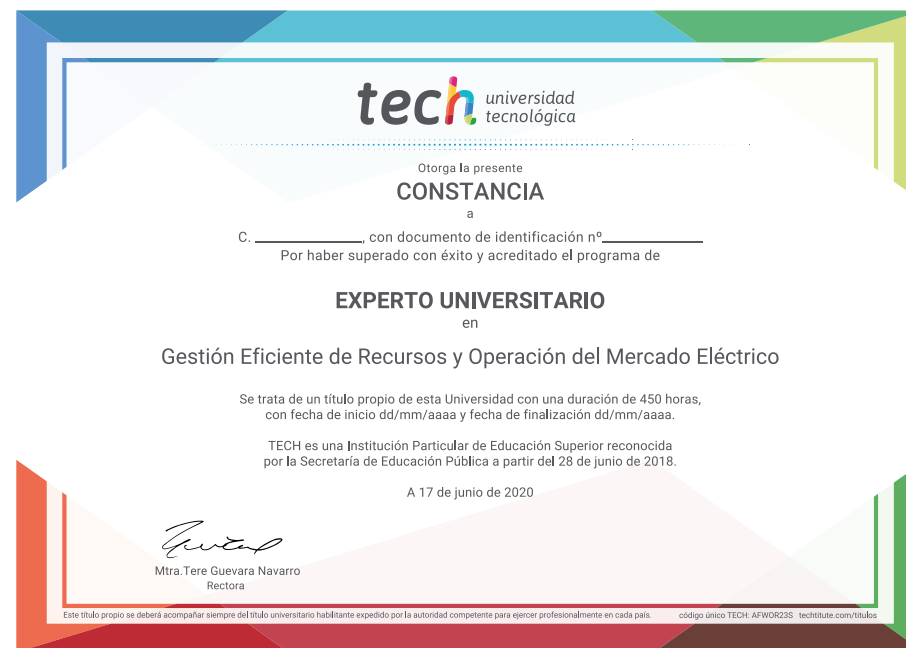 tech universidad
tecnológica
Otorga la presente
CONSTANCIA
a
C. ____________, con documento de identificación nº____________
Por haber superado con éxito y acreditado el programa de
EXPERTO UNIVERSITARIO
en
Gestión Eficiente de Recursos y Operación del Mercado Eléctrico
Se trata de un título propio de esta Universidad con una duración de 450 horas,
con fecha de inicio dd/mm/aaaa y fecha de finalización dd/mm/aaaa.
TECH es una Institución Particular de Educación Superior reconocida
por la Secretaría de Educación Pública a partir del 28 de junio de 2018.
A 17 de junio de 2020
Mtra.Tere Guevara Navarro
Rectora
Este título propio se deberá acompañar siempre del título universitario habilitante expedido por la autoridad competente para ejercer profesionalmente en cada país. código único TECH: AFWOR23S techtitute.com/titulos